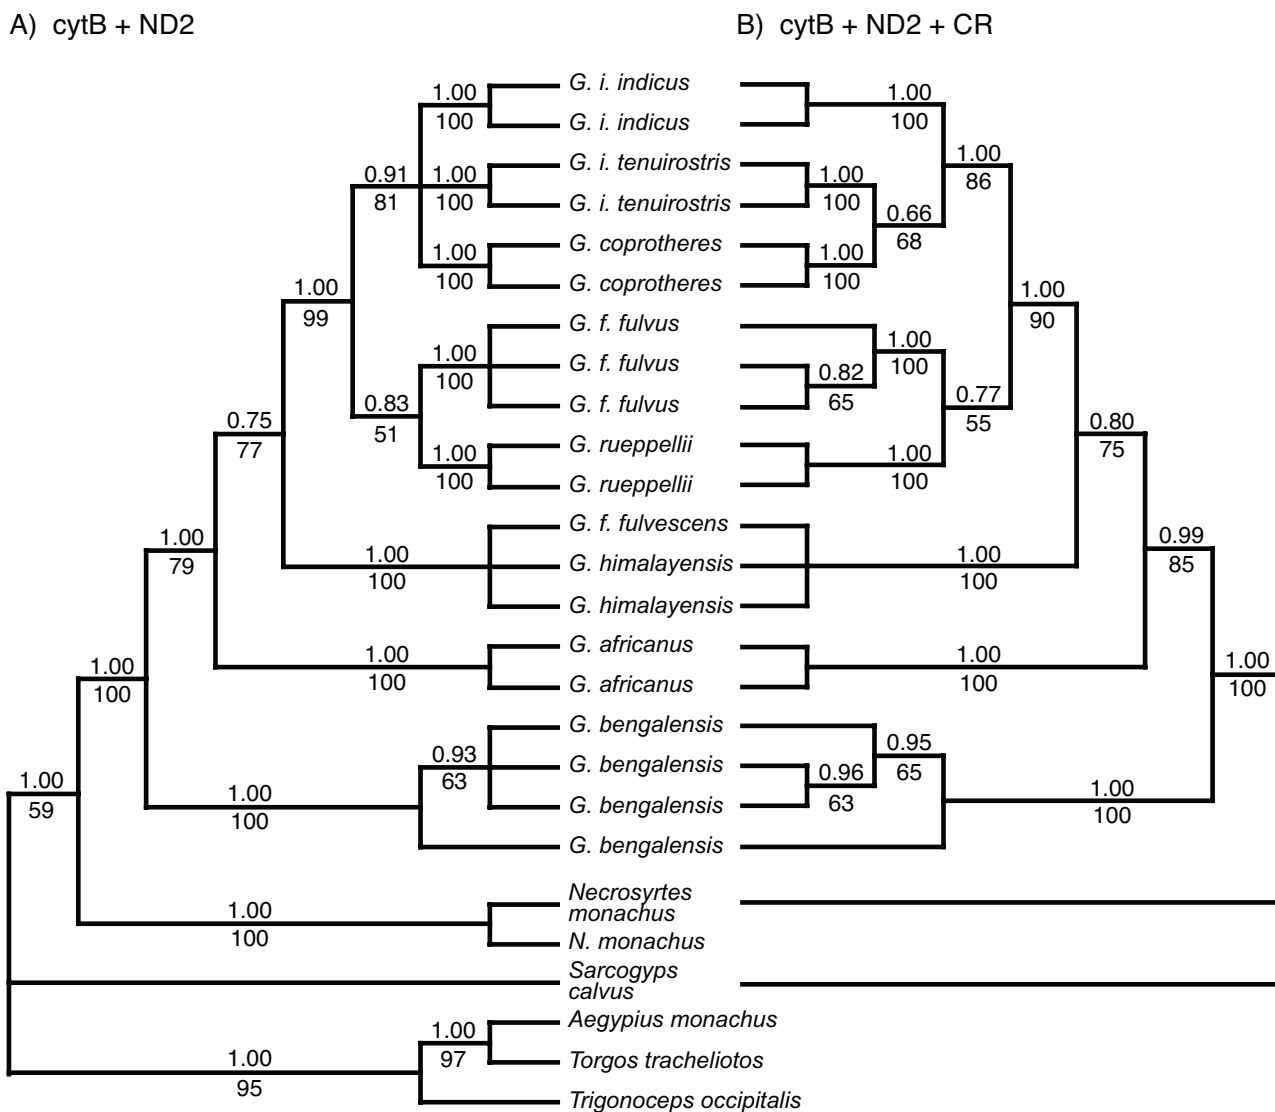 A) cytB + ND2
B) cytB + ND2 + CR
G. i. indicus
1.00
1.00
100
100
G. i. indicus
G. i. tenuirostris
1.00
0.91
1.00
1.00
86
81
100
100
G. i. tenuirostris
0.66
68
G. coprotheres
1.00
1.00
100
100
G. coprotheres
1.00
1.00
99
90
G. f. fulvus
1.00
1.00
100
100
G. f. fulvus
0.82
65
0.83
0.77
51
55
G. f. fulvus
0.75
0.80
77
75
G. rueppellii
1.00
1.00
100
100
G. rueppellii
G. f. fulvescens
1.00
0.99
79
85
1.00
G. himalayensis
1.00
100
100
G. himalayensis
G. africanus
1.00
1.00
100
100
G. africanus
1.00
1.00
100
100
G. bengalensis
0.93
0.95
63
65
G. bengalensis
0.96
63
1.00
1.00
1.00
59
100
100
G. bengalensis
G. bengalensis
Necrosyrtes
monachus
1.00
100
N. monachus
Sarcogyps
calvus
Aegypius monachus
1.00
97
1.00
95
Torgos tracheliotos
Trigonoceps occipitalis